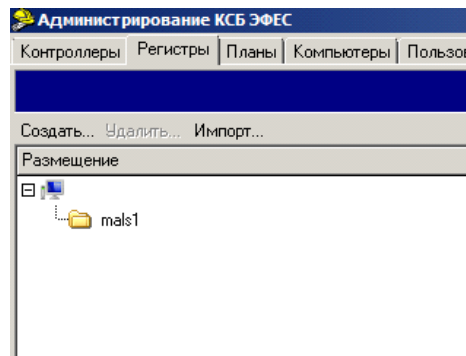 Администрирование КСБ ЭФЕС
Контроллеры Регистры Планы Компьютеры
Создать... Удалить... Импорт...
Размещение
mals1